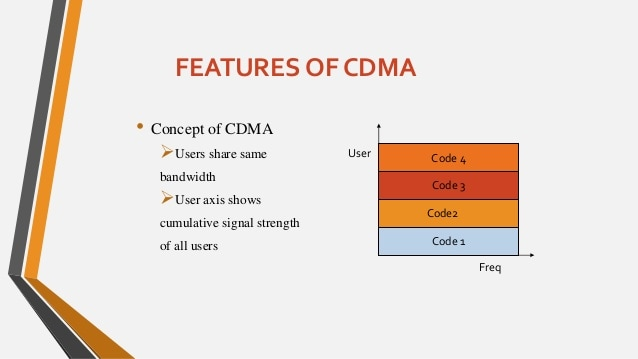 FEATURES OF CDMA
• Concept of CDMA
➢Users share same
bandwidth
➢User axis shows
cumulative signal strength
of all users
User
Code 4
Code 3
Code2
Code 1
Freq